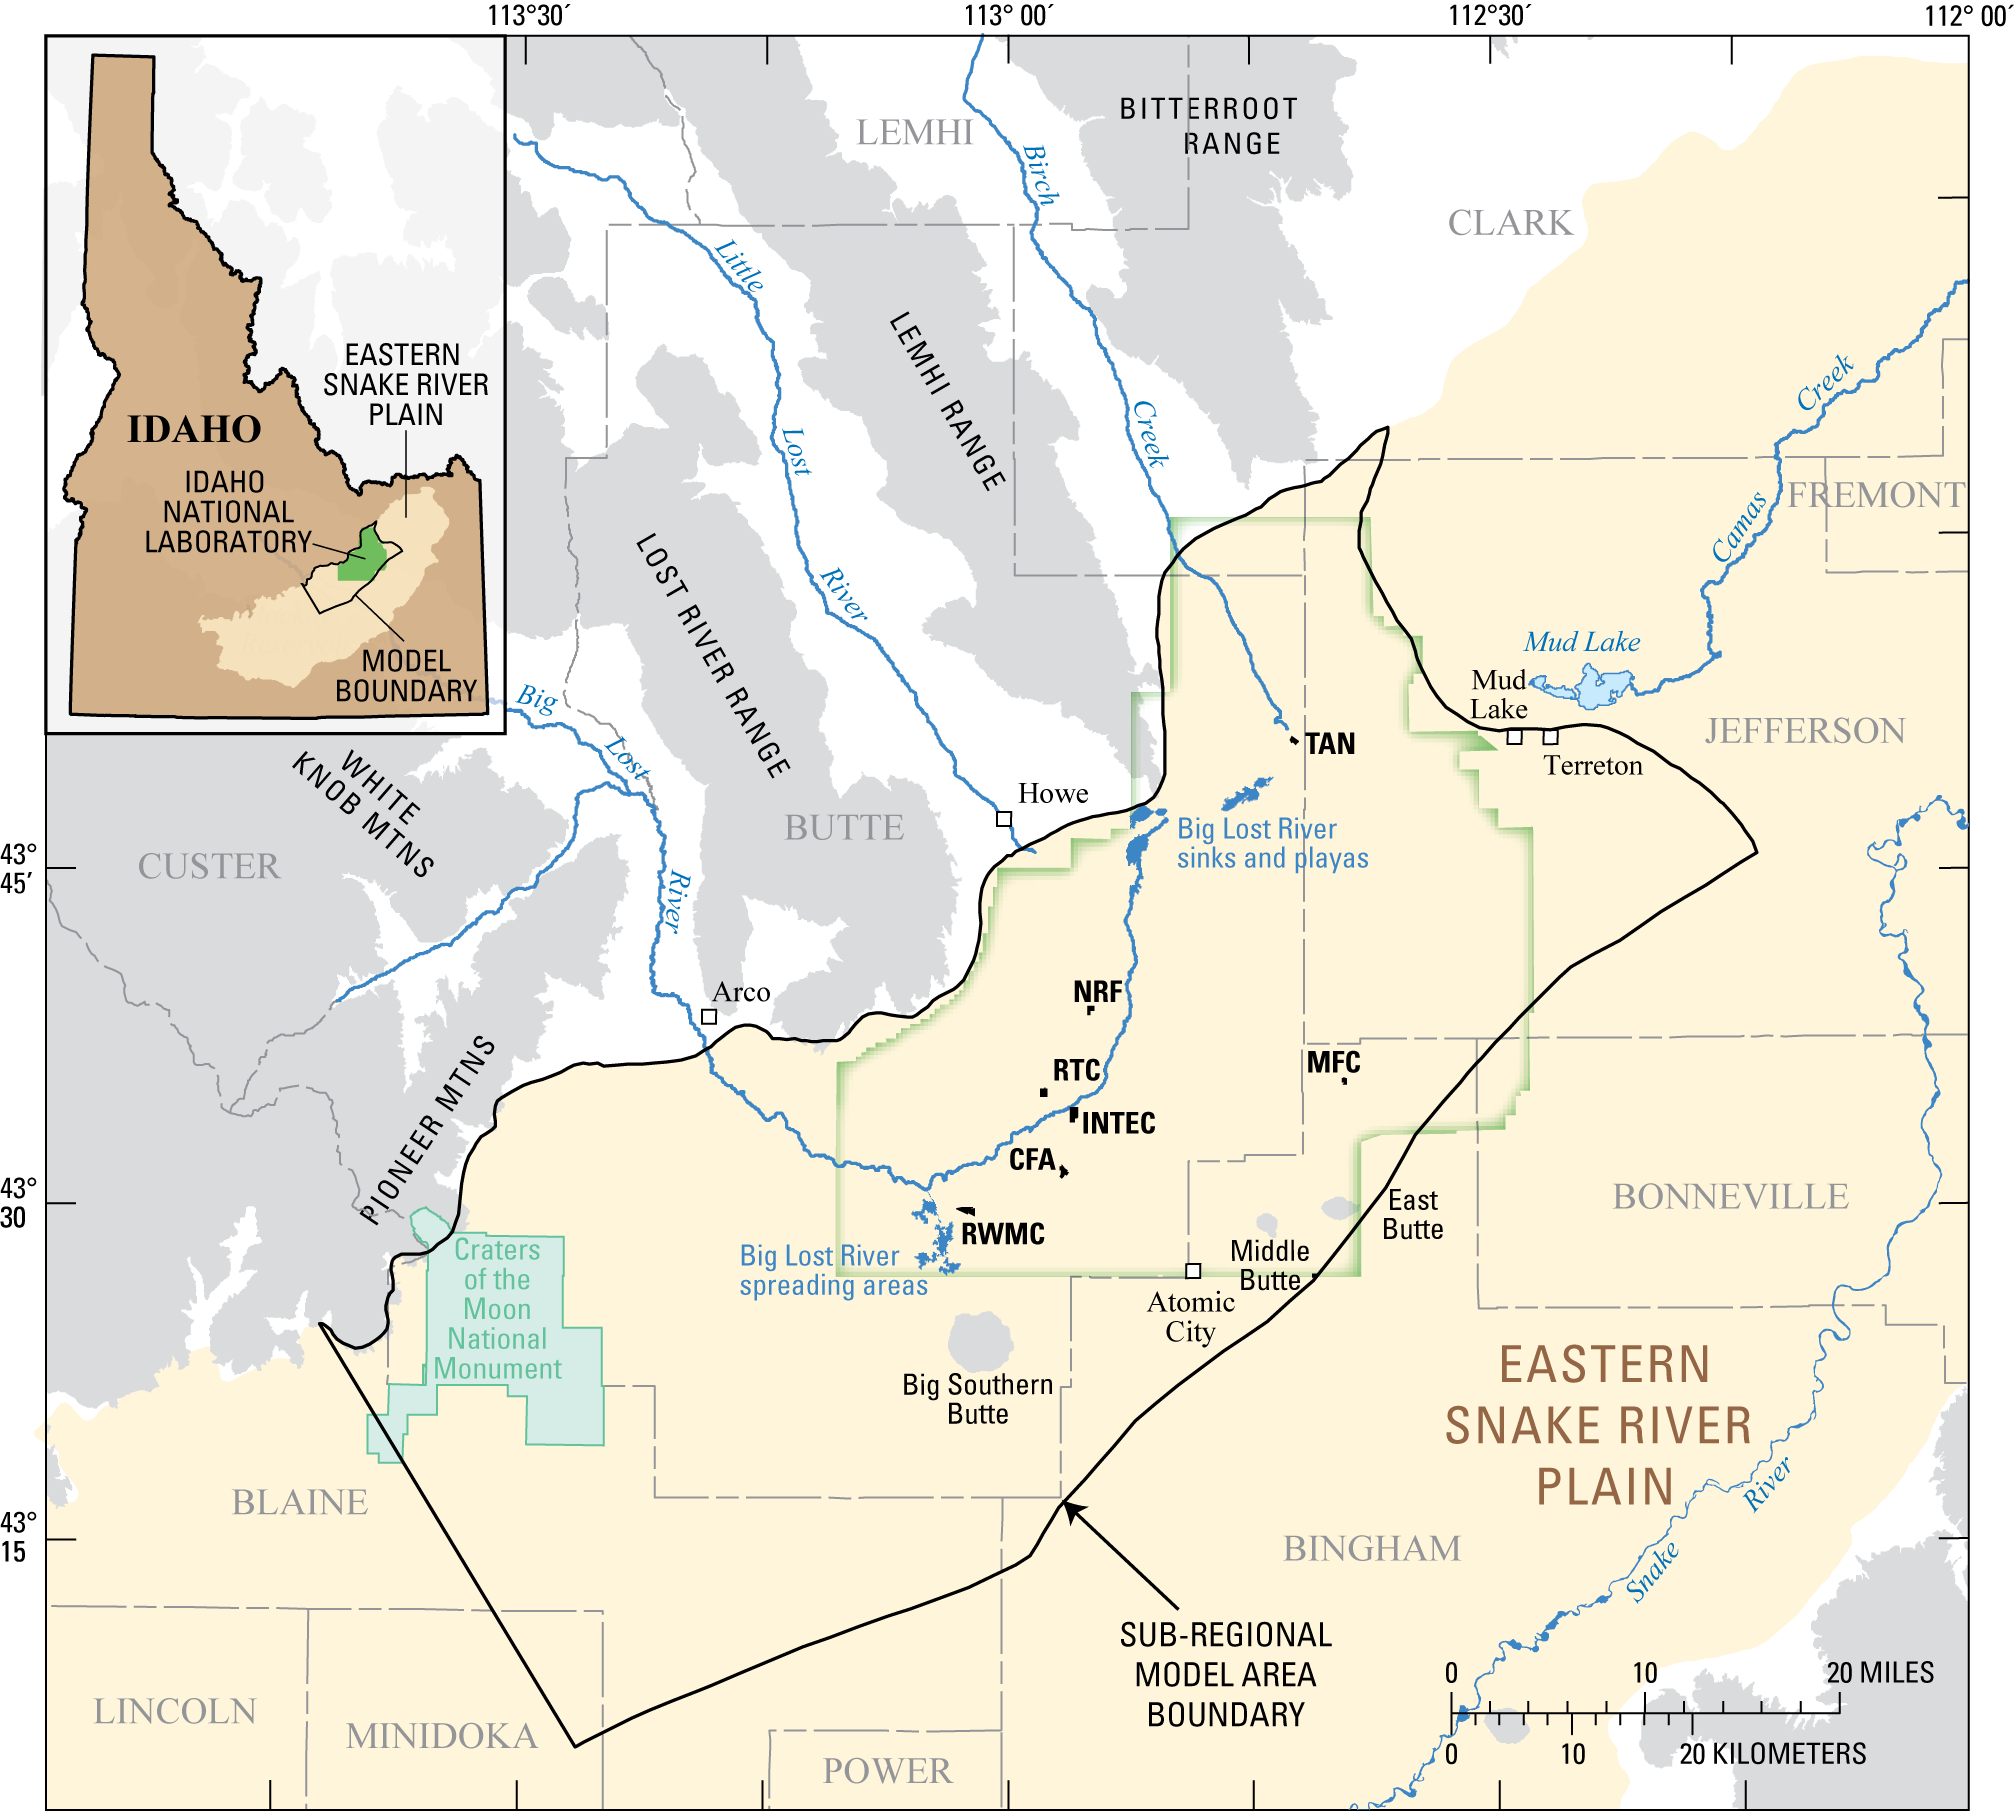 113°30´
113° 00´
112°30´
112° 00´
EASTERN
SNAKE RIVER
PLAIN
IDAHO
IDAHO
NATIONAL
LABORATORY
MODEL
BOUNDARY
LEMHI
BITTERROOT
RANGE
CLARK
Birch
Creek
Little
Lost
River
LEMHI RANGE
LOST RIVER RANGE
Creek
Camas
FREMONT
Mud Lake
Mud
Lake
Terreton
JEFFERSON
TAN
Big
Lost
River
WHITE
KNOB MTNS
CUSTER
BUTTE
Howe
Big Lost River
sinks and playas
43°
45′
Arco
NRF
RTC
INTEC
CFA
MFC
PIONEER MTNS
43°
30
RWMC
Big Lost River
spreading areas
East
Butte
Middle
Butte
Atomic
City
BONNEVILLE
Craters
of the
Moon
National
Monument
Big Southern
Butte
EASTERN
SNAKE RIVER
PLAIN
River
Snake
BLAINE
43°
15
BINGHAM
SUB-REGIONAL
MODEL AREA
BOUNDARY
LINCOLN
MINIDOKA
POWER
0 10 20 MILES
0 10 20 KILOMETERS